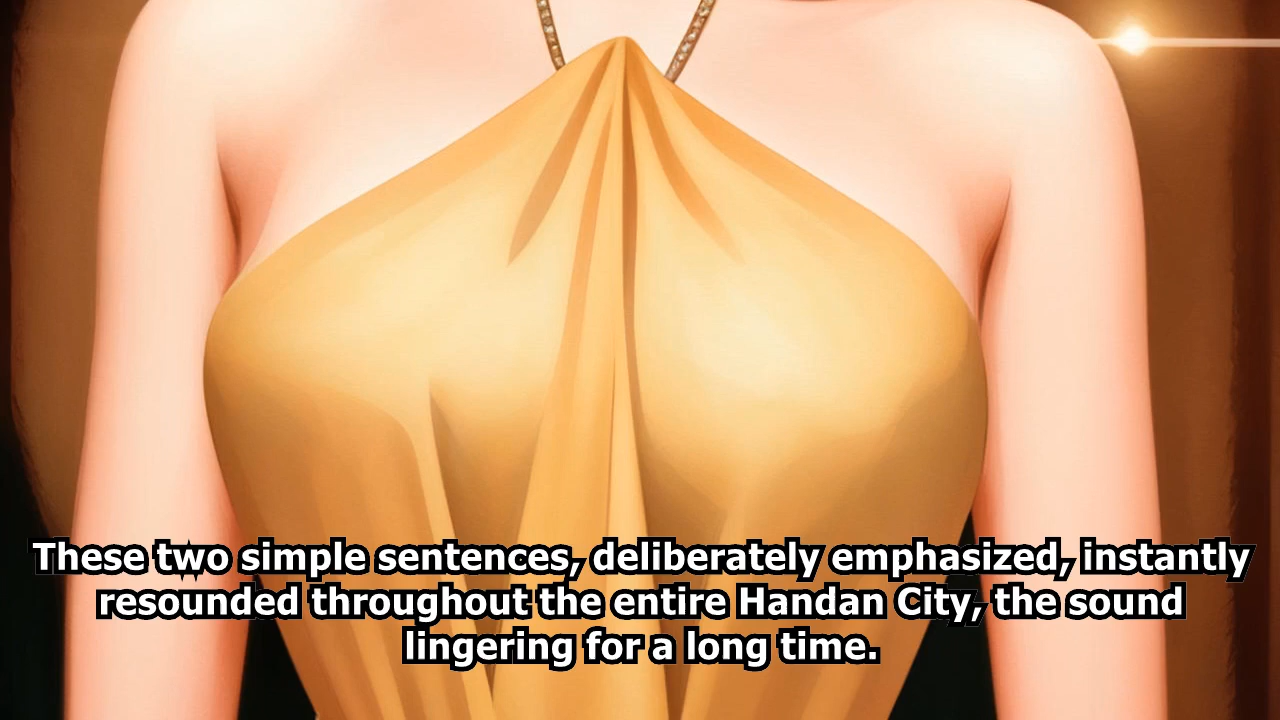 These two simple sentences, deliberately emphasized, instantly
resounded throughout the entire Handan City, the sound
lingering for a long time.